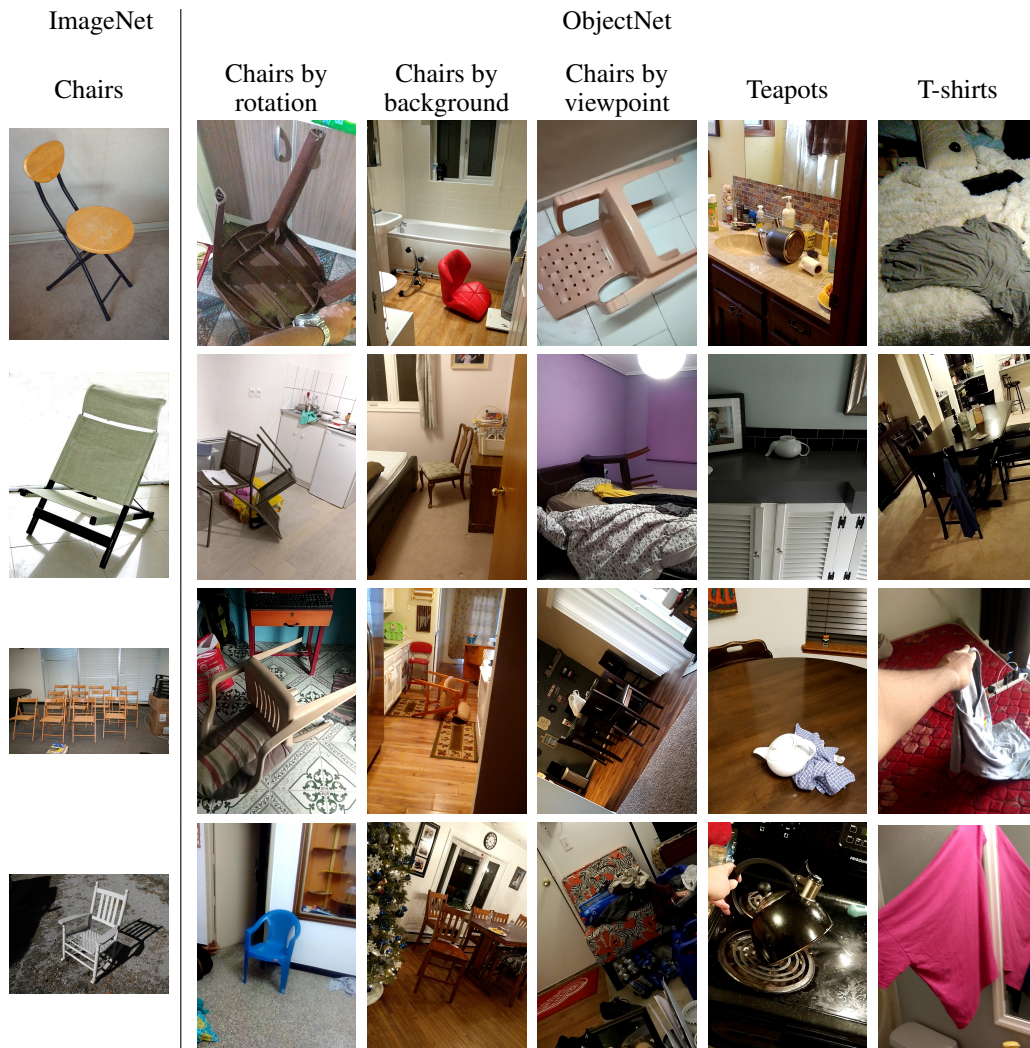 ImageNet
ObjectNet
Chairs
Chairs by
rotation
Chairs by
background
Chairs by
viewpoint
Teapots
T-shirts